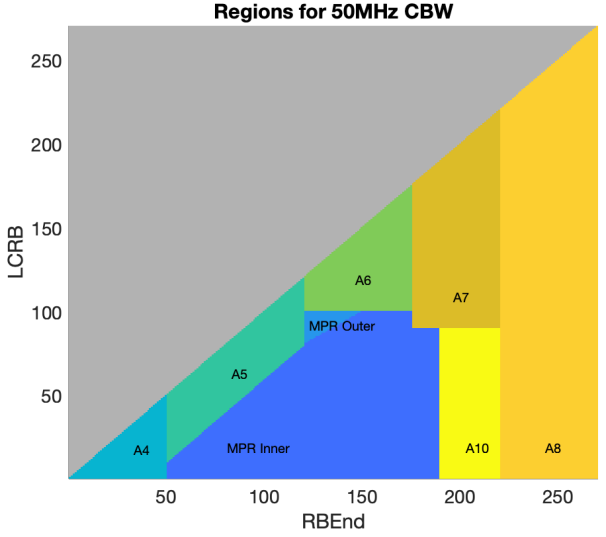 Regions for 50MHz CBW
250
200
150
100
50
LCRB
A6
A7
MPR Outer
A5
A4
MPR Inner
A10
A8
50
100
150
200
250
RBEnd